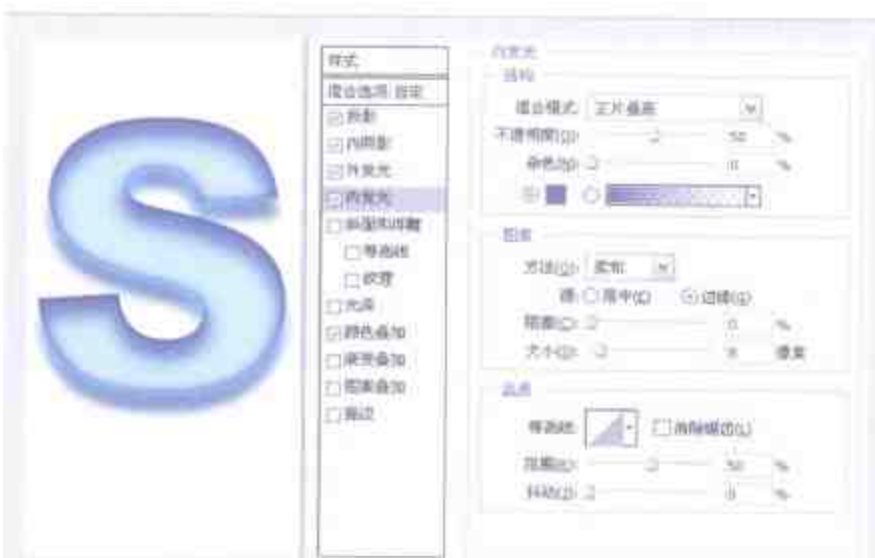 S
样式
混合选项:自定
投影
内阴影
外发光
内发光
斜面和浮雕
等高线
纹理
光泽
颜色叠加
渐变叠加
图案叠加
描边
内发光
结构
混合模式: 正片叠底
不透明度(O): 50 %
杂色(N): 0 %
图素
方法(Q): 柔和
源: 居中(E) 边缘(G)
阻塞(C): 0 %
大小(S): 像素
品质
等高线: 消除锯齿(L)
范围(R): 50 %
抖动(J): 0 %